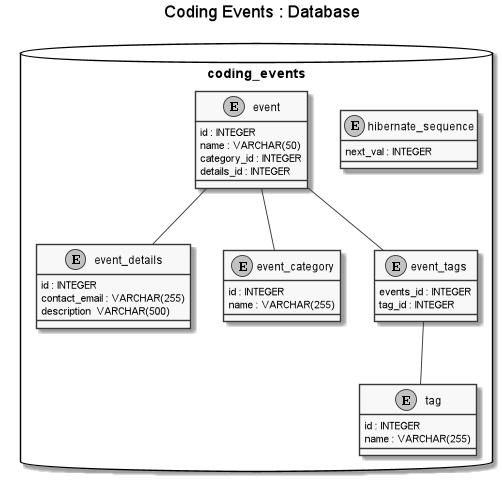 Coding Events : Database
coding_events
E event
id : INTEGER
name : VARCHAR(50)
category_id : INTEGER
details_id : INTEGER
E hibernate_sequence
next_val : INTEGER
E event_details
id : INTEGER
contact_email : VARCHAR(255)
description VARCHAR(500)
E event_category
id : INTEGER
name : VARCHAR(255)
E event_tags
events_id : INTEGER
tag_id : INTEGER
E tag
id : INTEGER
name : VARCHAR(255)